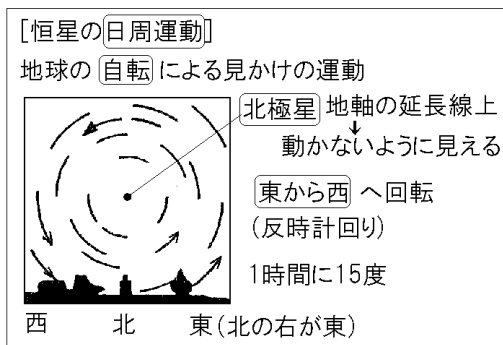 [恒星の日周運動]
地球の 自転 による見かけの運動
北極星 地軸の延長線上
↓
動かないように見える
東から西 へ回転
(反時計回り)
1時間に15度
西 北 東(北の右が東)